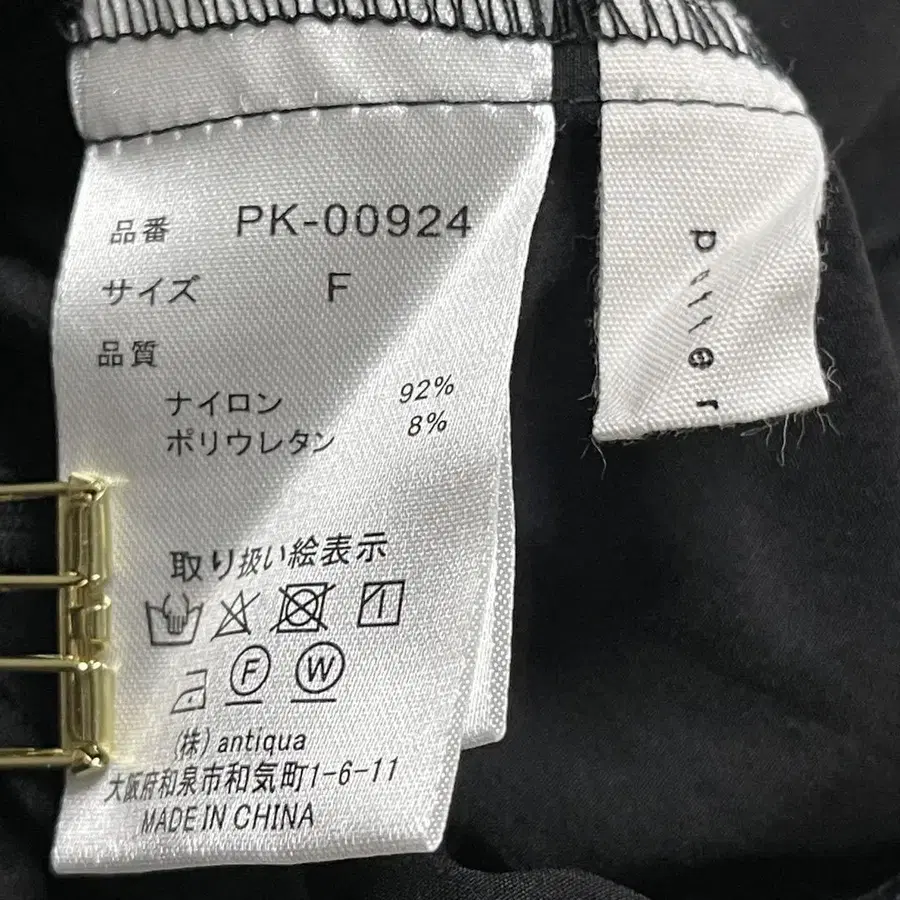 品番 PK-00924
サイズ F
品質
ナイロン 92%
ポリウレタン 8%
取り扱い絵表示
F W
(株) antiqua
大阪府和泉市和気町1-6-11
MADE IN CHINA
patter